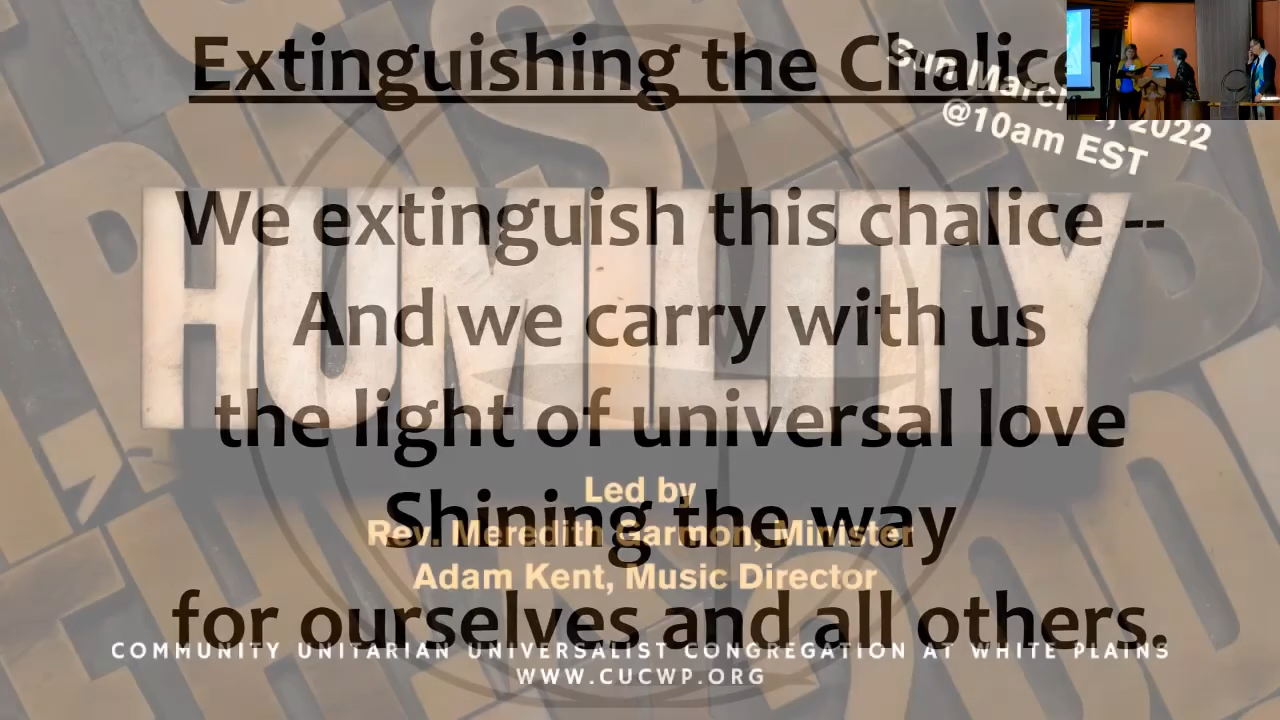 Extinguishing the Chalice
Sun March 2022
@10am EST
HUMILITY
We extinguish this chalice --
And we carry with us
the light of universal love
Shining the way
for ourselves and all others.
Led by
Rev. Meredith Garmon, Minister
Adam Kent, Music Director
COMMUNITY UNITARIAN UNIVERSALIST CONGREGATION AT WHITE PLAINS
WWW.CUCWP.ORG